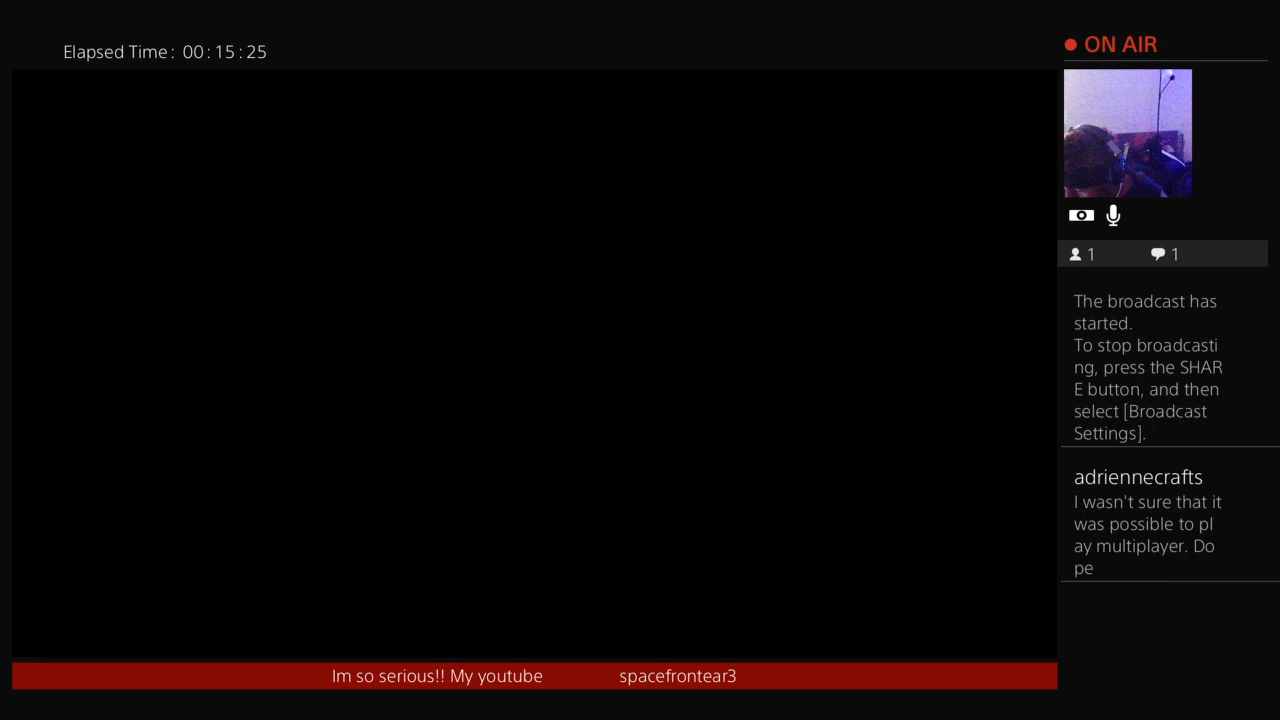 Elapsed Time: 00:15:25
ON AIR
1 1
The broadcast has
started.
To stop broadcasti
ng, press the SHAR
E button, and then
select [Broadcast
Settings].
adriennecrafts
I wasn't sure that it
was possible to pl
ay multiplayer. Do
pe
Im so serious!! My youtube spacefrontear3